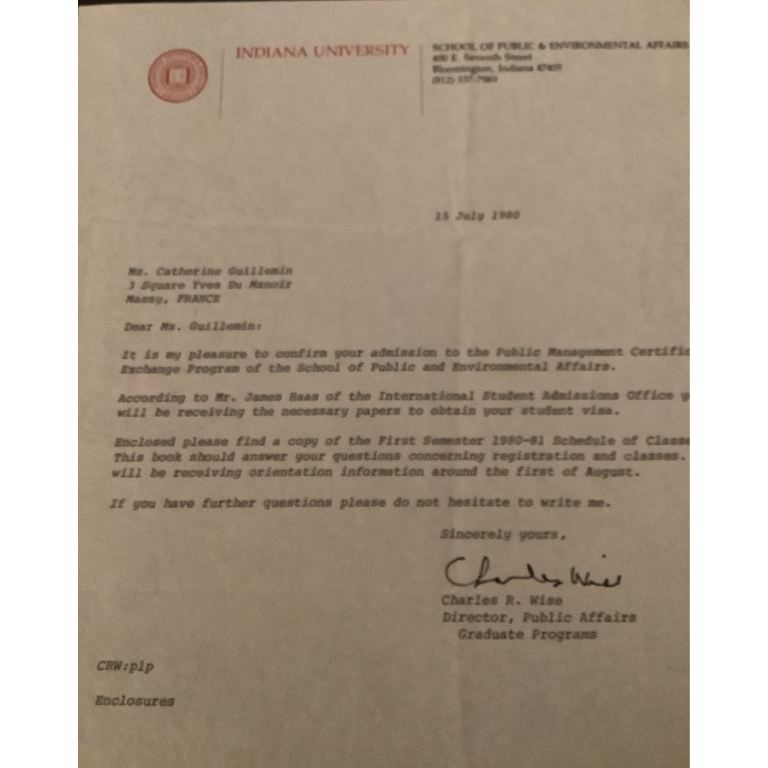 INDIANA UNIVERSITY
SCHOOL OF PUBLIC & ENVIRONMENTAL AFFAIRS
400 E. Seventh Street
Bloomington, Indiana 47405
(812) 337-
15 July 1980
Ms. Catherine Guillemin
3 Square Yves Du Manoir
Massy, FRANCE
Dear Ms. Guillemin:
It is my pleasure to confirm your admission to the Public Management Certific
Exchange Program of the School of Public and Environmental Affairs.
According to Mr. James Haas of the International Student Admissions Office y
will be receiving the necessary papers to obtain your student visa.
Enclosed please find a copy of the First Semester 1980-81 Schedule of Classe
This book should answer your questions concerning registration and classes.
will be receiving orientation information around the first of August.
If you have further questions please do not hesitate to write me.
Sincerely yours,
Charles Wise
Charles R. Wise
Director, Public Affairs
Graduate Programs
CRW:plp
Enclosures